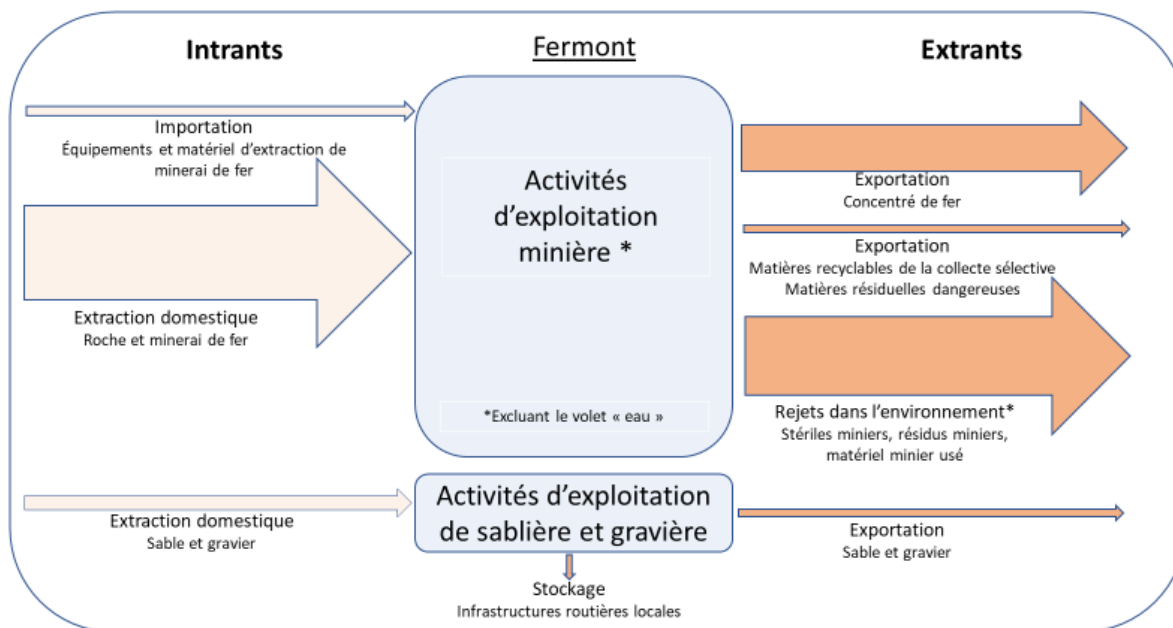 Intrants
Fermont
Extrants
Importation
Équipements et matériel d'extraction de
minerai de fer
Extraction domestique
Roche et minerai de fer
Activités
d'exploitation
minière *
*Excluant le volet « eau »
Exportation
Concentré de fer
Exportation
Matières recyclables de la collecte sélective
Matières résiduelles dangereuses
Rejets dans l'environnement*
Stériles miniers, résidus miniers,
matériel minier usé
Extraction domestique
Sable et gravier
Activités d'exploitation
de sablière et gravière
Exportation
Sable et gravier
Stockage
Infrastructures routières locales